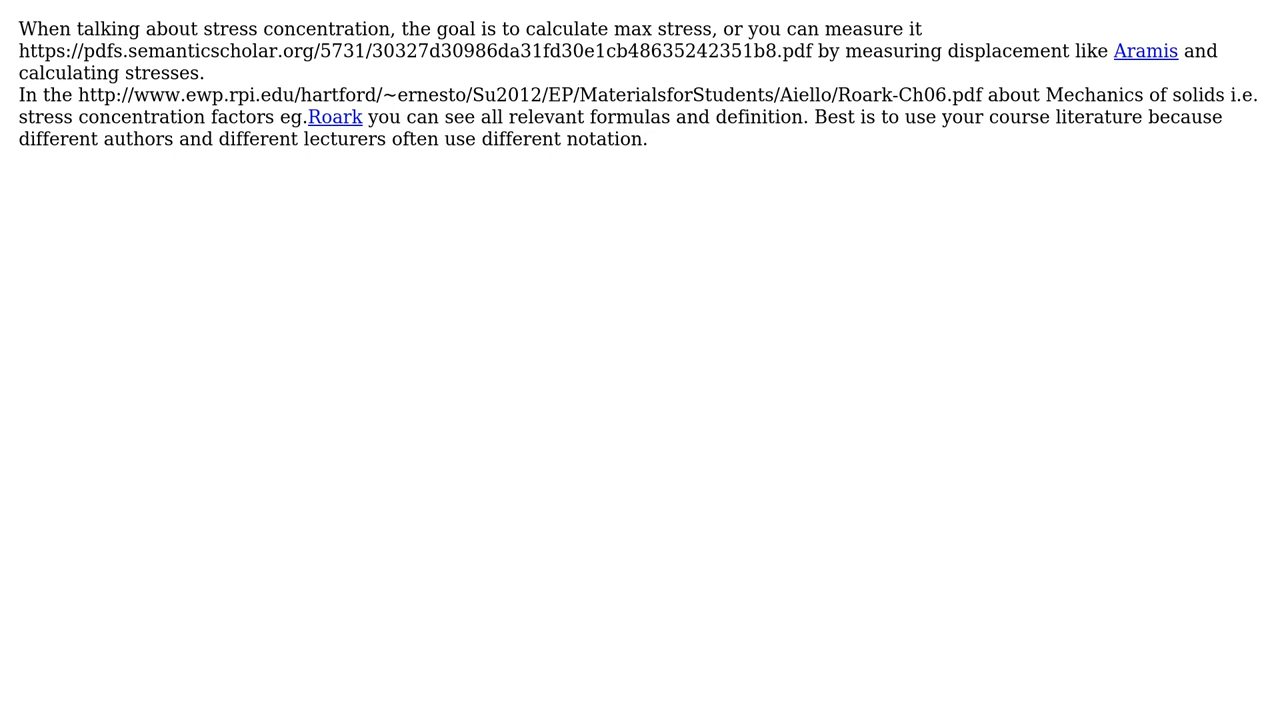 When talking about stress concentration, the goal is to calculate max stress, or you can measure it
https://pdfs.semanticscholar.org/5731/30327d30986da31fd30e1cb48635242351b8.pdf by measuring displacement like Aramis and
calculating stresses.
In the http://www.ewp.rpi.edu/hartford/~ernesto/Su2012/EP/MaterialsforStudents/Aiello/Roark-Ch06.pdf about Mechanics of solids i.e.
stress concentration factors eg.Roark you can see all relevant formulas and definition. Best is to use your course literature because
different authors and different lecturers often use different notation.